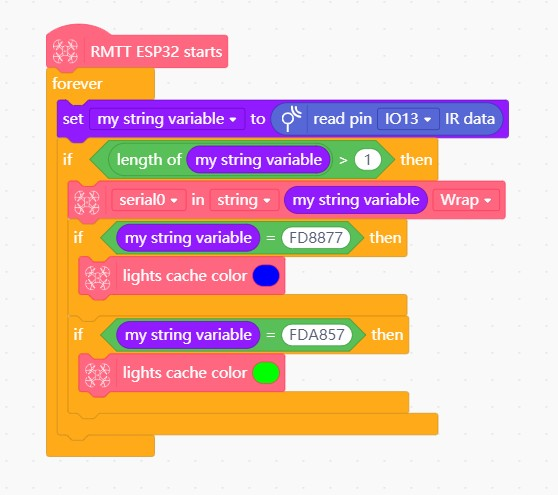 RMTT ESP32 starts
forever
set my string variable to read pin IO13 IR data
if length of my string variable > 1 then
serial0 in string my string variable Wrap
if my string variable = FD8877 then
lights cache color
if my string variable = FDA857 then
lights cache color